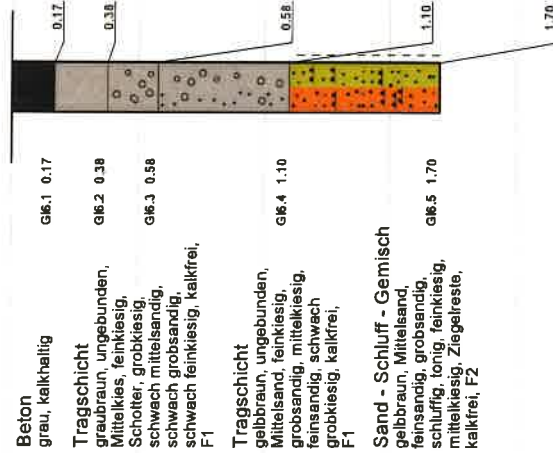 Beton
grau, kalkhaltig
Tragschicht
graubraun, ungebunden,
Mittelkies, feinkiesig,
Schotter, grobkiesig,
schwach mittelsandig,
schwach grobsandig,
schwach feinkiesig, kalkfrei,
F1
Tragschicht
gelbbraun, ungebunden,
Mittelsand, feinkiesig,
grobsandig, mittelkiesig,
feinsandig, schwach
grobkiesig, kalkfrei,
F1
Sand - Schluff - Gemisch
gelbbraun, Mittelsand,
feinsandig, grobsandig,
schluffig, tonig, feinkiesig,
mittelkiesig, Ziegelreste,
kalkfrei, F2
GI6.1 0.17
GI6.2 0.38
GI6.3 0.58
GI6.4 1.10
GI6.5 1.70
0.17
0.38
0.58
1.10
1.70